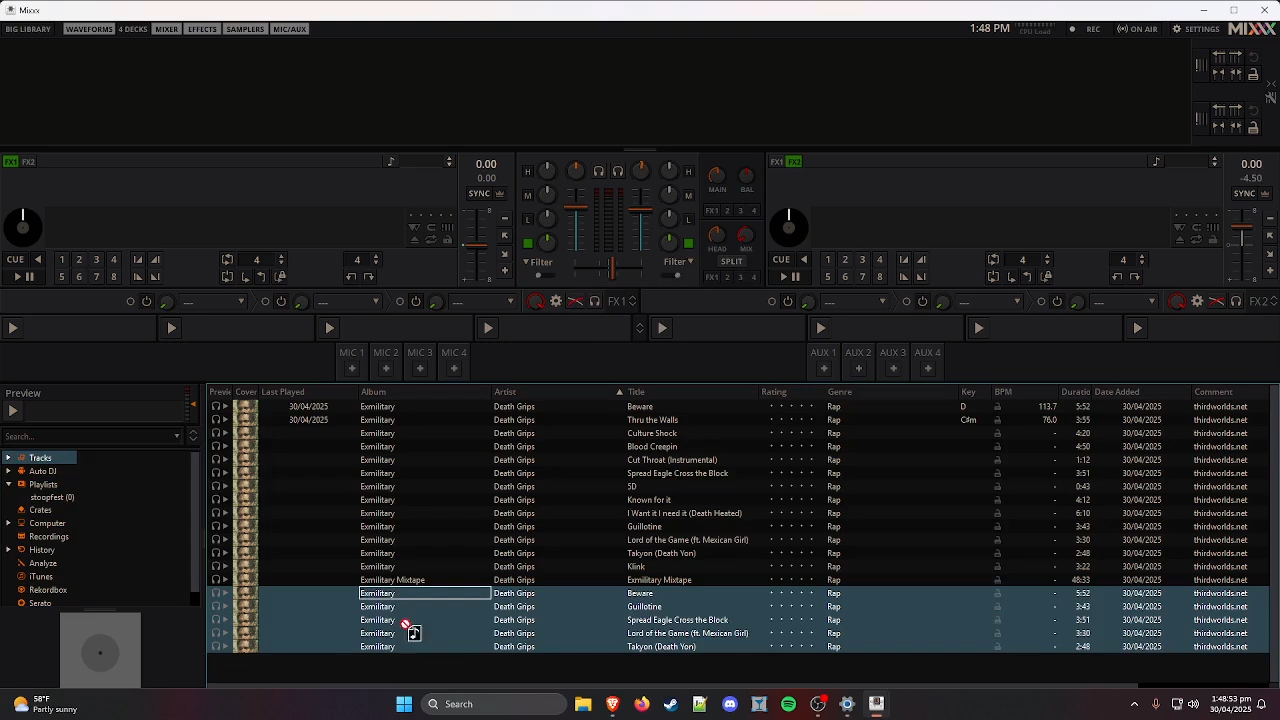 Mixxx
BIG LIBRARY WAVEFORMS 4 DECKS MIXER EFFECTS SAMPLERS MIC/AUX 1:48 PM CPU Load REC ON AIR SETTINGS MIXXX
FX1 FX2 0.00 0.00 SYNC 8 8 CUE 4 4 1 2 3 4 5 6 7 8
H M L H M L Filter Filter MAIN BAL FX1 2 3 4 HEAD MIX SPLIT FX1 2 3 4
FX1 FX2 0.00 -4.50 SYNC 8 8 CUE 4 4 1 2 3 4 5 6 7 8
--- --- --- FX1 --- --- --- FX2
MIC 1 MIC 2 MIC 3 MIC 4 AUX 1 AUX 2 AUX 3 AUX 4
Preview
Search...
Tracks
Auto DJ
Playlists
stoopfest (0)
Crates
Computer
Recordings
History
Analyze
iTunes
Rekordbox
Serato
Previe Cover Last Played Album Artist Title Rating Genre Key BPM Duratio Date Added Comment
30/04/2025 Exmilitary Death Grips Beware Rap D 113.7 5:52 30/04/2025 thirdworlds.net
30/04/2025 Exmilitary Death Grips Thru the Walls Rap C#m 76.0 3:55 30/04/2025 thirdworlds.net
Exmilitary Death Grips Culture Shock Rap - 4:20 30/04/2025 thirdworlds.net
Exmilitary Death Grips Blood Creepin Rap - 4:50 30/04/2025 thirdworlds.net
Exmilitary Death Grips Cut Throat (Instrumental) Rap - 1:12 30/04/2025 thirdworlds.net
Exmilitary Death Grips Spread Eagle Cross the Block Rap - 3:51 30/04/2025 thirdworlds.net
Exmilitary Death Grips 5D Rap - 0:43 30/04/2025 thirdworlds.net
Exmilitary Death Grips Known for it Rap - 4:12 30/04/2025 thirdworlds.net
Exmilitary Death Grips I Want it I need it (Death Heated) Rap - 6:10 30/04/2025 thirdworlds.net
Exmilitary Death Grips Guillotine Rap - 3:43 30/04/2025 thirdworlds.net
Exmilitary Death Grips Lord of the Game (ft. Mexican Girl) Rap - 3:30 30/04/2025 thirdworlds.net
Exmilitary Death Grips Takyon (Death Yon) Rap - 2:48 30/04/2025 thirdworlds.net
Exmilitary Death Grips Klink Rap - 3:22 30/04/2025 thirdworlds.net
Exmilitary Mixtape Death Grips Exmilitary Mixtape Rap - 48:33 30/04/2025 thirdworlds.net
Exmilitary Death Grips Beware Rap - 5:52 30/04/2025 thirdworlds.net
Exmilitary Death Grips Guillotine Rap - 3:43 30/04/2025 thirdworlds.net
Exmilitary Death Grips Spread Eagle Cross the Block Rap - 3:51 30/04/2025 thirdworlds.net
Exmilitary Death Grips Lord of the Game (ft. Mexican Girl) Rap - 3:30 30/04/2025 thirdworlds.net
Exmilitary Death Grips Takyon (Death Yon) Rap - 2:48 30/04/2025 thirdworlds.net
58°F
Partly sunny
Search
1:48:53 pm
30/04/2025